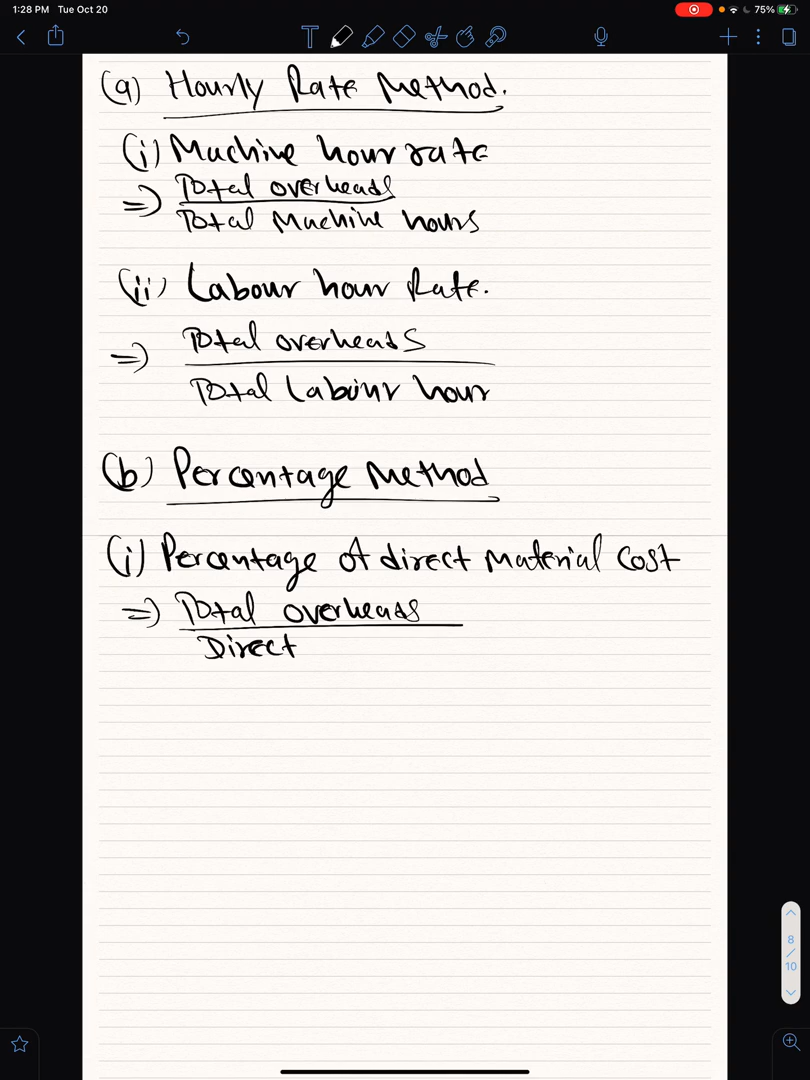 1:28 PM Tue Oct 20
75%
T
(a) Hourly Rate Method.
(i) Machine hour rate
=> Total overheads
Total Machine hours
(ii) Labour hour Rate.
=> Total overheads
Total Labour hour
(b) Percentage Method
(i) Percentage of direct Material Cost
=> Total overheads
Direct
8
/
10